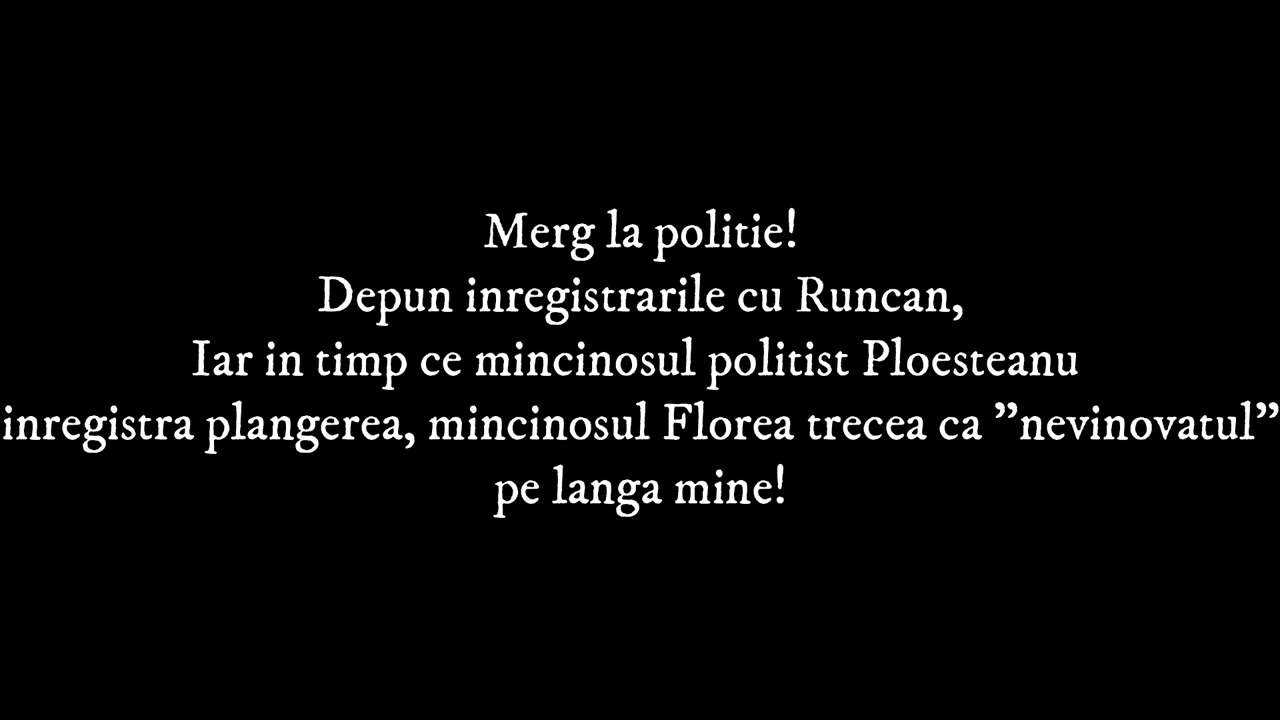 Merg la politie!
Depun inregistrarile cu Runcan,
Iar in timp ce mincinosul politist Ploesteanu
inregistra plangerea, mincinosul Florea trecea ca ”nevinovatul”
pe langa mine!